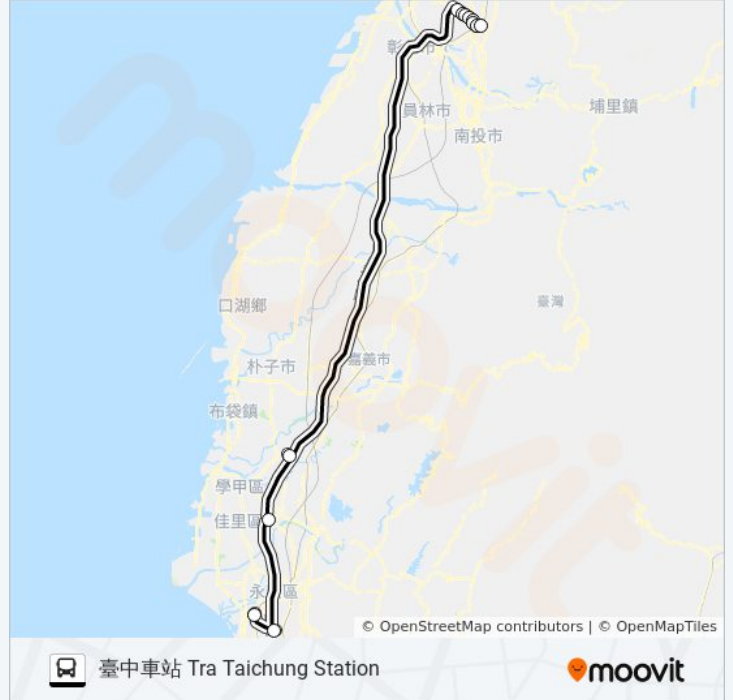 彰化市
員林市
埔里鎮
南投市
口湖鄉
臺灣
嘉義市
朴子市
布袋鎮
學甲區
佳里區
永 區
moovit
© OpenStreetMap contributors | © OpenMapTiles
臺中車站 Tra Taichung Station
moovit